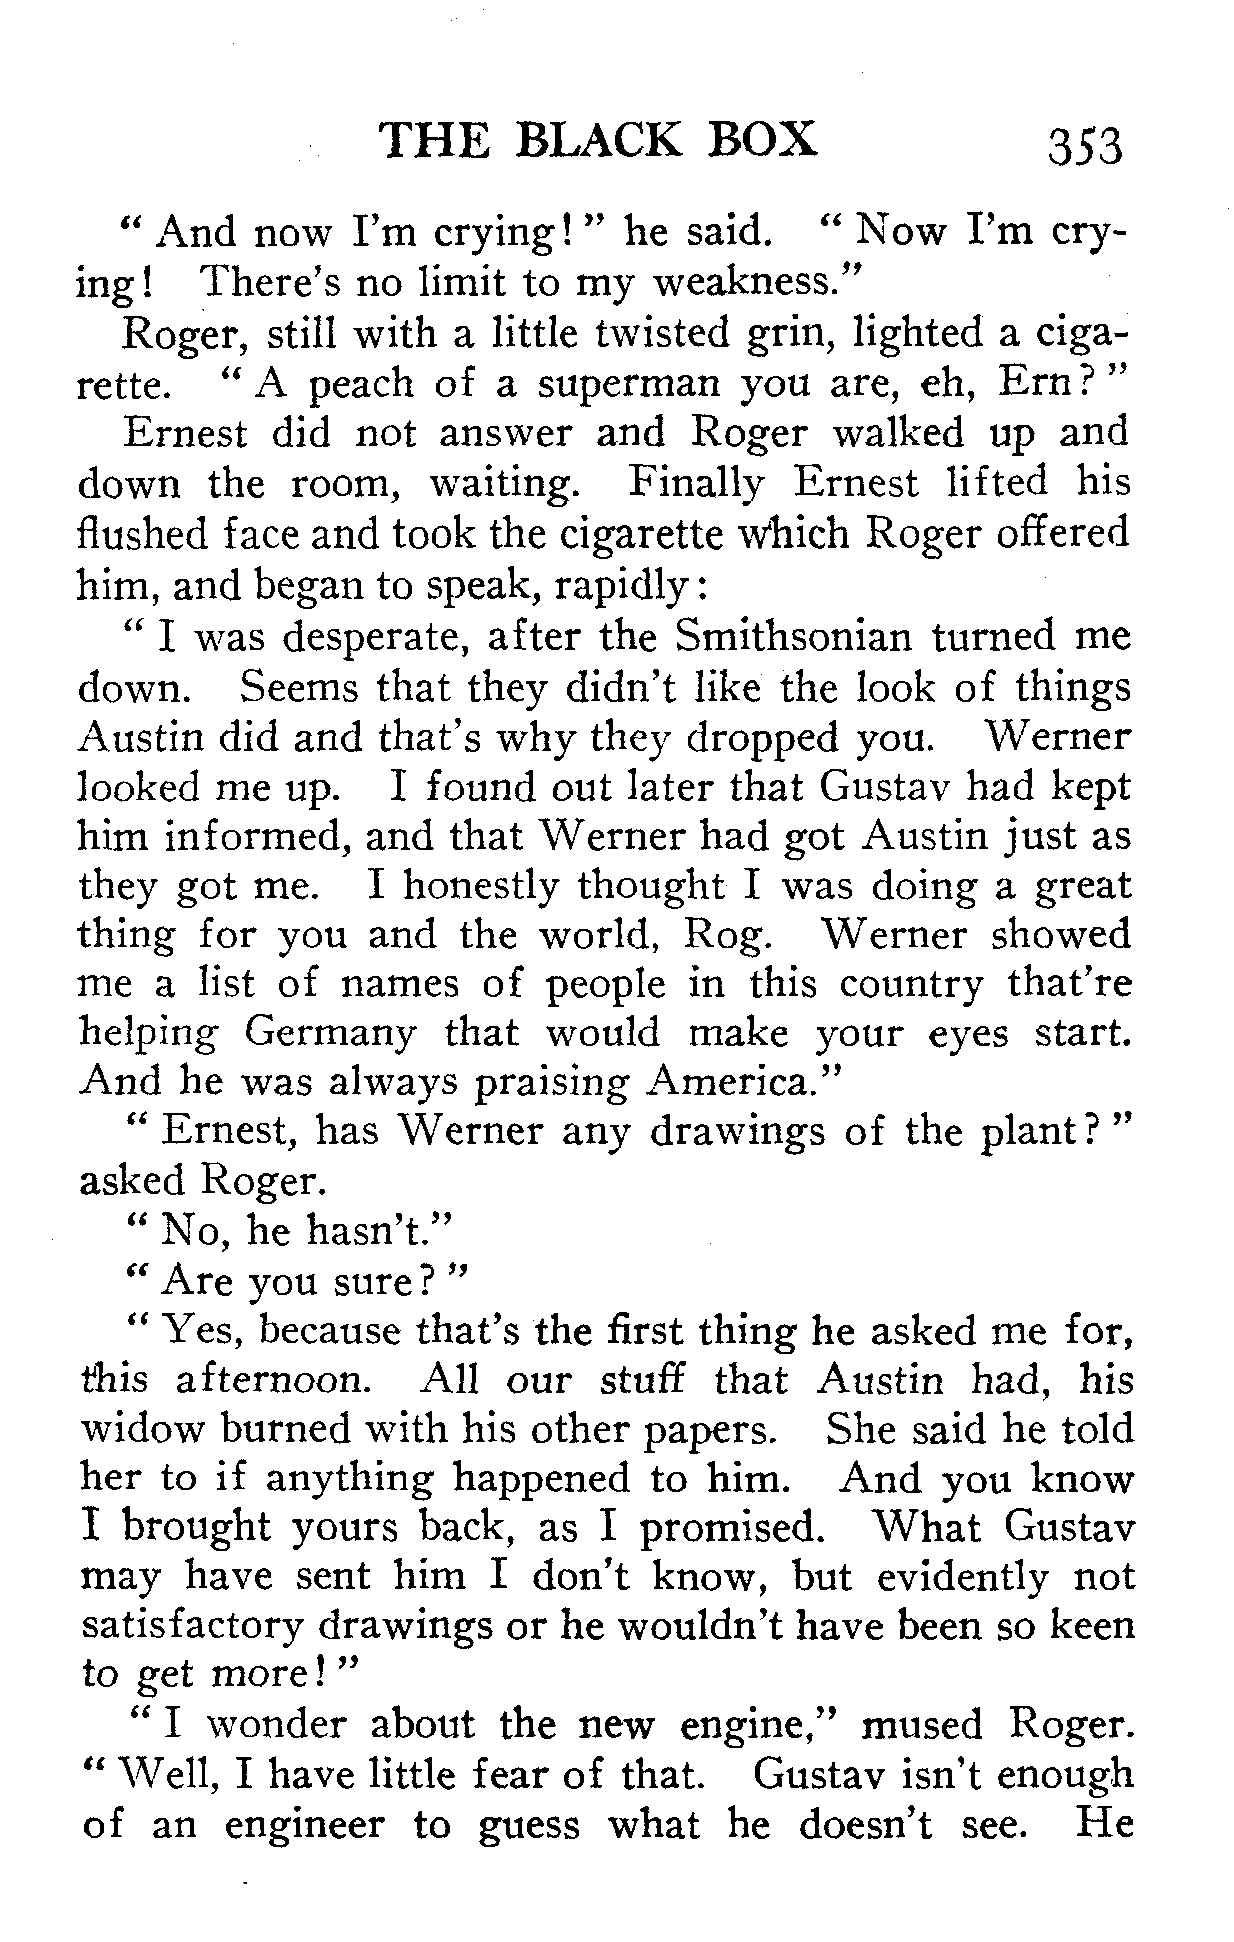 THE BLACK BOX 353
" And now I'm crying! " he said. " Now I'm cry-
ing! There's no limit to my weakness."
Roger, still with a little twisted grin, lighted a ciga-
rette. " A peach of a superman you are, eh, Ern? "
Ernest did not answer and Roger walked up and
down the room, waiting. Finally Ernest lifted his
flushed face and took the cigarette which Roger offered
him, and began to speak, rapidly:
" I was desperate, after the Smithsonian turned me
down. Seems that they didn't like the look of things
Austin did and that's why they dropped you. Werner
looked me up. I found out later that Gustav had kept
him informed, and that Werner had got Austin just as
they got me. I honestly thought I was doing a great
thing for you and the world, Rog. Werner showed
me a list of names of people in this country that're
helping Germany that would make your eyes start.
And he was always praising America."
" Ernest, has Werner any drawings of the plant? "
asked Roger.
" No, he hasn't."
" Are you sure? "
" Yes, because that's the first thing he asked me for,
this afternoon. All our stuff that Austin had, his
widow burned with his other papers. She said he told
her to if anything happened to him. And you know
I brought yours back, as I promised. What Gustav
may have sent him I don't know, but evidently not
satisfactory drawings or he wouldn't have been so keen
to get more! "
" I wonder about the new engine," mused Roger.
" Well, I have little fear of that. Gustav isn't enough
of an engineer to guess what he doesn't see. He